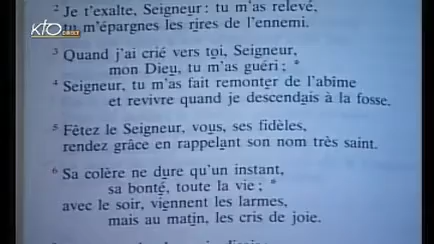 KTO
DIRECT
2 Je t'exalte, Seigneur : tu m'as relevé,
tu m'épargnes les rires de l'ennemi.
3 Quand j'ai crié vers toi, Seigneur,
mon Dieu, tu m'as guéri ; *
4 Seigneur, tu m'as fait remonter de l'abîme
et revivre quand je descendais à la fosse.
5 Fêtez le Seigneur, vous, ses fidèles,
rendez grâce en rappelant son nom très saint.
6 Sa colère ne dure qu'un instant,
sa bonté, toute la vie ; *
avec le soir, viennent les larmes,
mais au matin, les cris de joie.